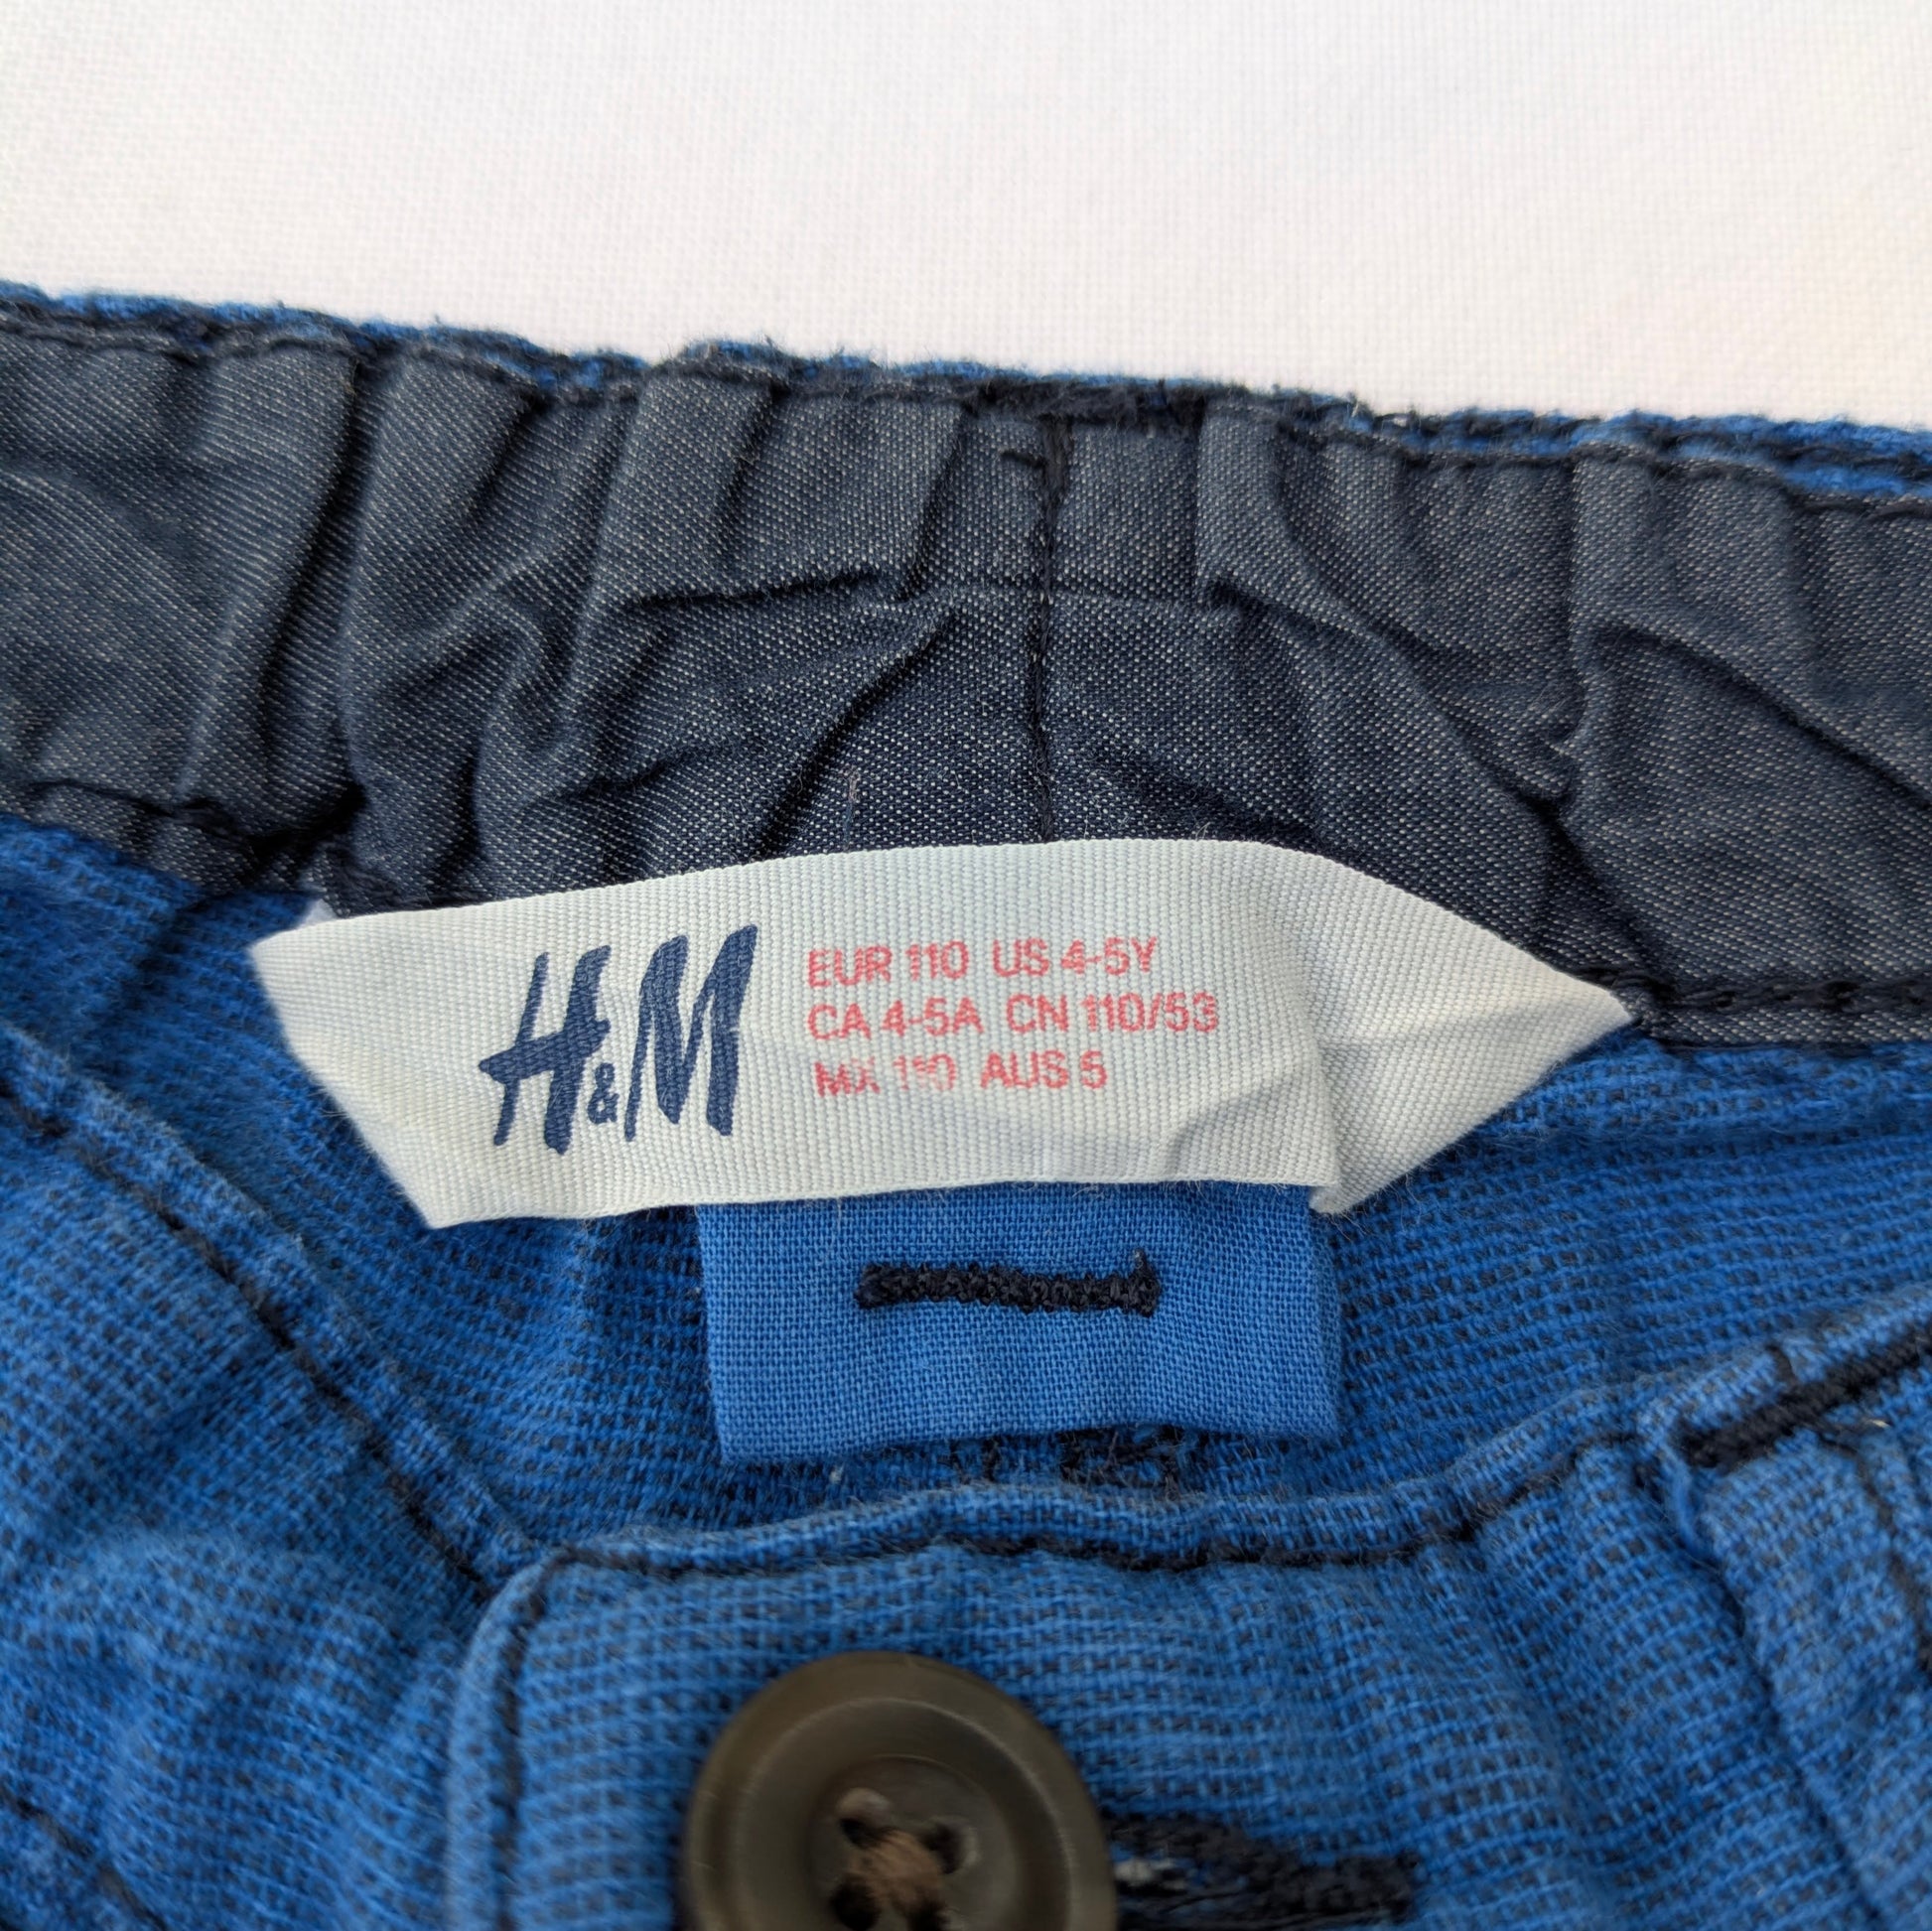 H&M
EUR 110 US 4-5Y
CA 4-5A CN 110/53
MX 110 AUS 5